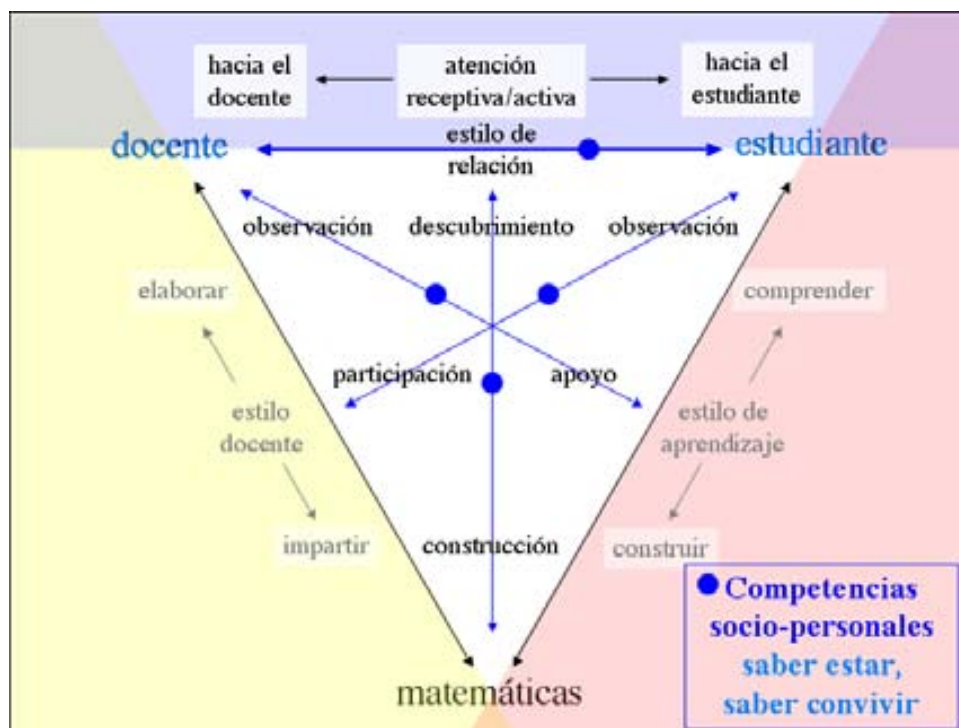 hacia el
docente
atención
receptiva/activa
hacia el
estudiante
docente
estilo de
relación
estudiante
observación
descubrimiento
observación
elaborar
comprender
participación
apoyo
estilo
docente
estilo de
aprendizaje
impartir
construcción
construir
matemáticas
Competencias
socio-personales
saber estar,
saber convivir